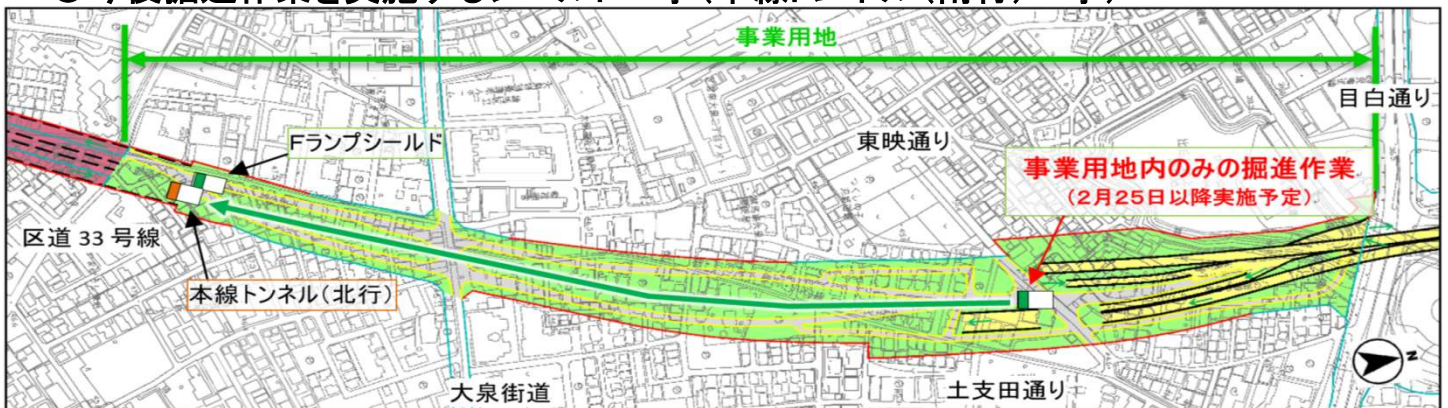 事業用地
目白通り
Fランプシールド
東映通り
事業用地内のみの掘進作業
(2月25日以降実施予定)
区道33号線
本線トンネル(北行)
大泉街道
土支田通り
N